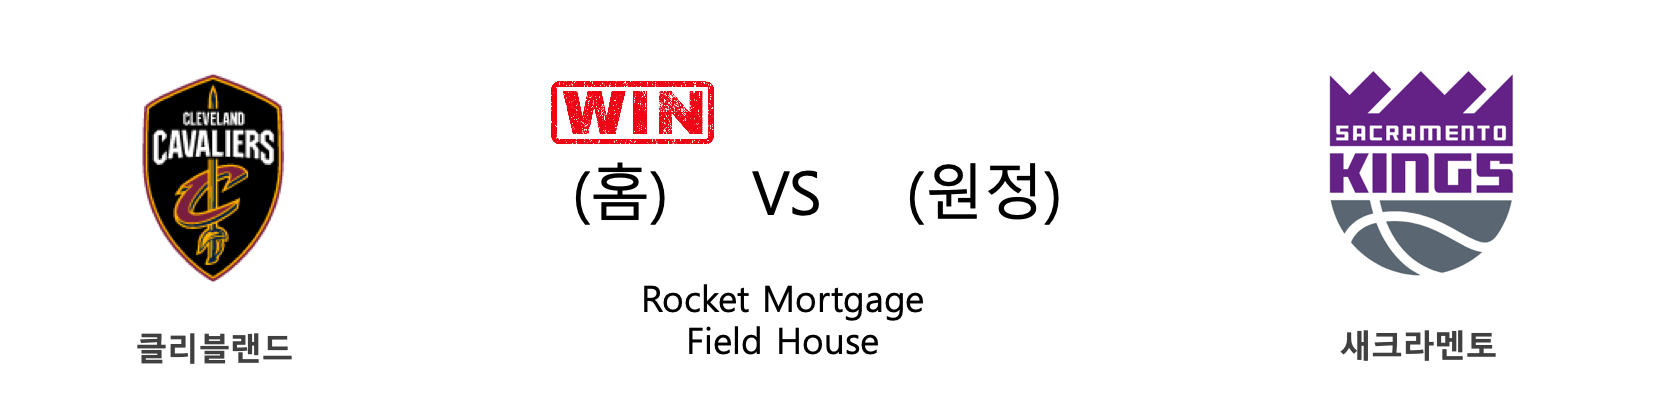 CLEVELAND
CAVALIERS
WIN
(홈) VS (원정)
SACRAMENTO
KINGS
Rocket Mortgage
Field House
클리블랜드
새크라멘토